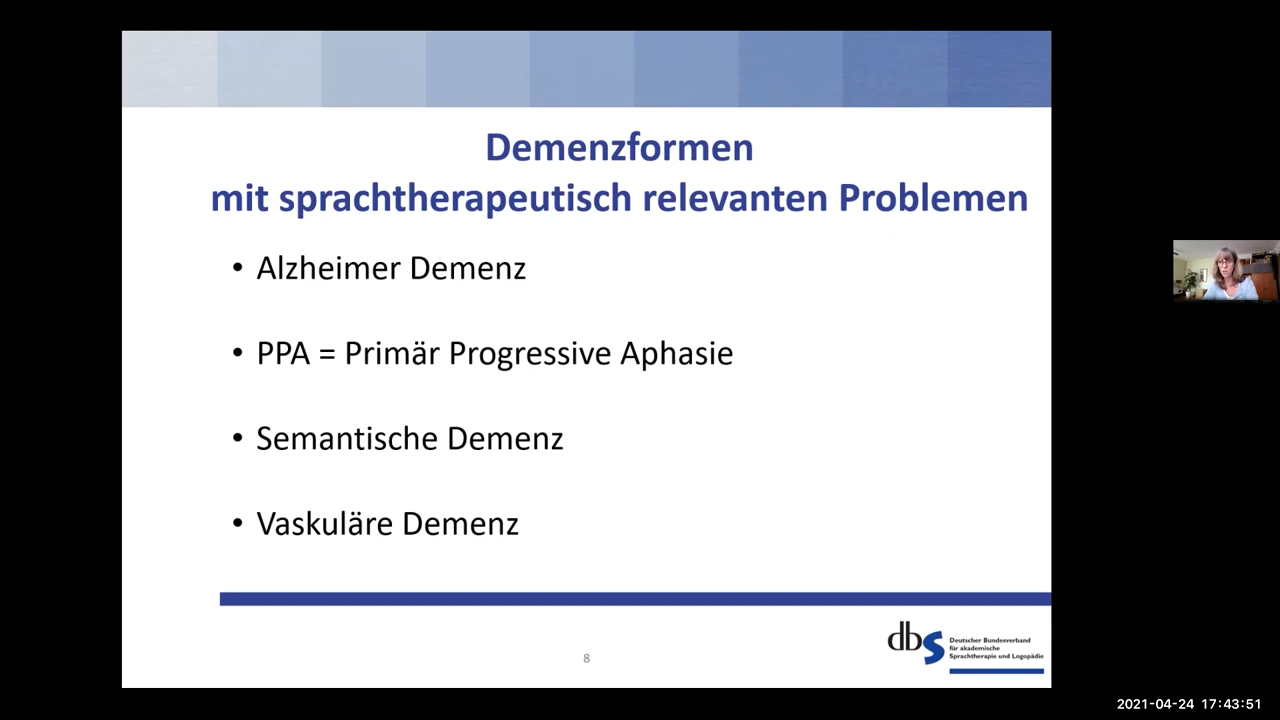 Demenzformen
mit sprachtherapeutisch relevanten Problemen
• Alzheimer Demenz
• PPA = Primär Progressive Aphasie
• Semantische Demenz
• Vaskuläre Demenz
8
dbs
Deutscher Bundesverband
für akademische
Sprachtherapie und Logopädie
2021-04-24 17:43:51